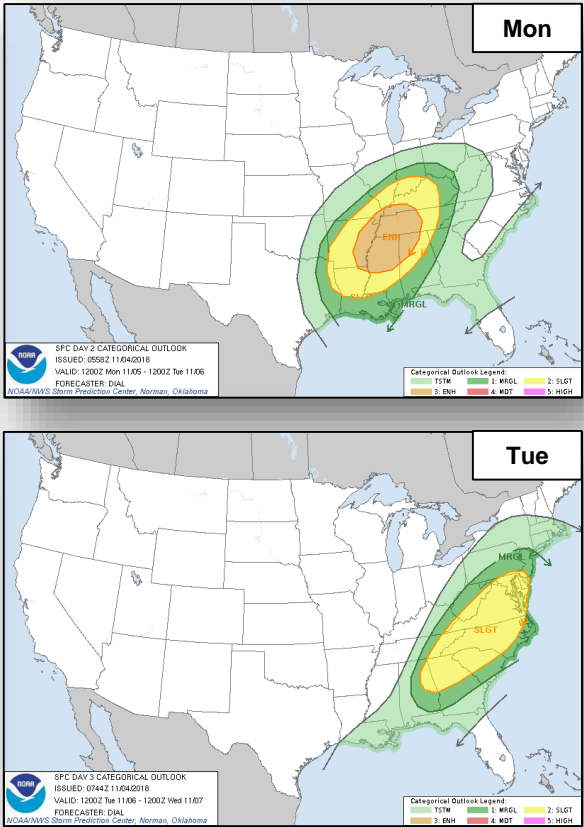 Mon
ENH
SLGT
MRGL
SPC DAY 2 CATEGORICAL OUTLOOK
ISSUED: 0558Z 11/04/2018
VALID: 1200Z Mon 11/05 - 1200Z Tue 11/06
FORECASTER: DIAL
NOAA/NWS Storm Prediction Center, Norman, Oklahoma
NOAA
Categorical Outlook Legend:
TSTM 1: MRGL 2: SLGT
3: ENH 4: MDT 5: HIGH
Tue
MRGL
SLGT
SPC DAY 3 CATEGORICAL OUTLOOK
ISSUED: 0744Z 11/04/2018
VALID: 1200Z Tue 11/06 - 1200Z Wed 11/07
FORECASTER: DIAL
NOAA/NWS Storm Prediction Center, Norman, Oklahoma
NOAA
Categorical Outlook Legend:
TSTM 1: MRGL 2: SLGT
3: ENH 4: MDT 5: HIGH